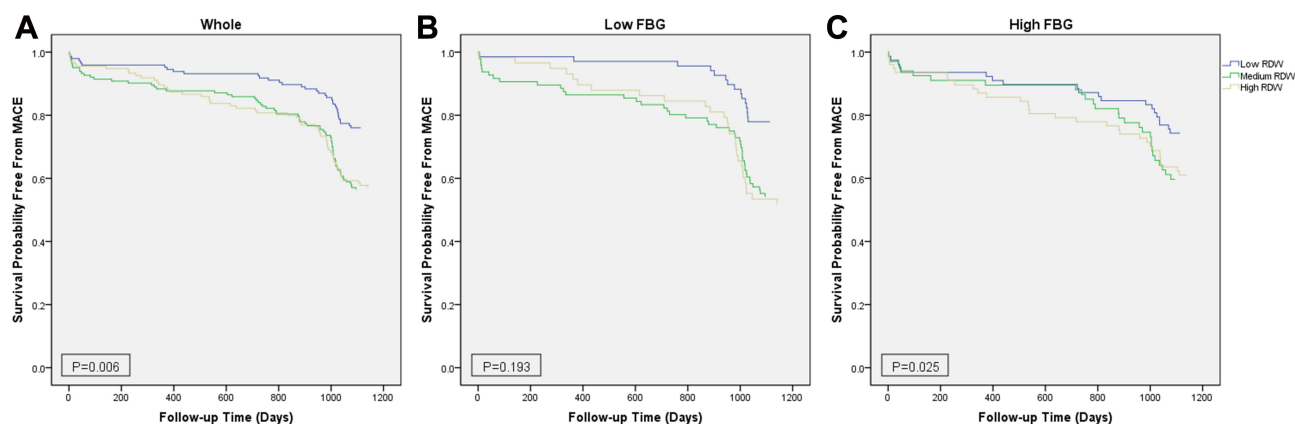 A
Whole
Survival Probability Free From MACE
1.0
0.8
0.6
0.4
0.2
0.0
P=0.006
0 200 400 600 800 1000 1200
Follow-up Time (Days)
B
Low FBG
Survival Probability Free From MACE
1.0
0.8
0.6
0.4
0.2
0.0
P=0.193
0 200 400 600 800 1000 1200
Follow-up Time (Days)
C
High FBG
Survival Probability Free From MACE
1.0
0.8
0.6
0.4
0.2
0.0
P=0.025
0 200 400 600 800 1000 1200
Follow-up Time (Days)
Low RDW
Medium RDW
High RDW